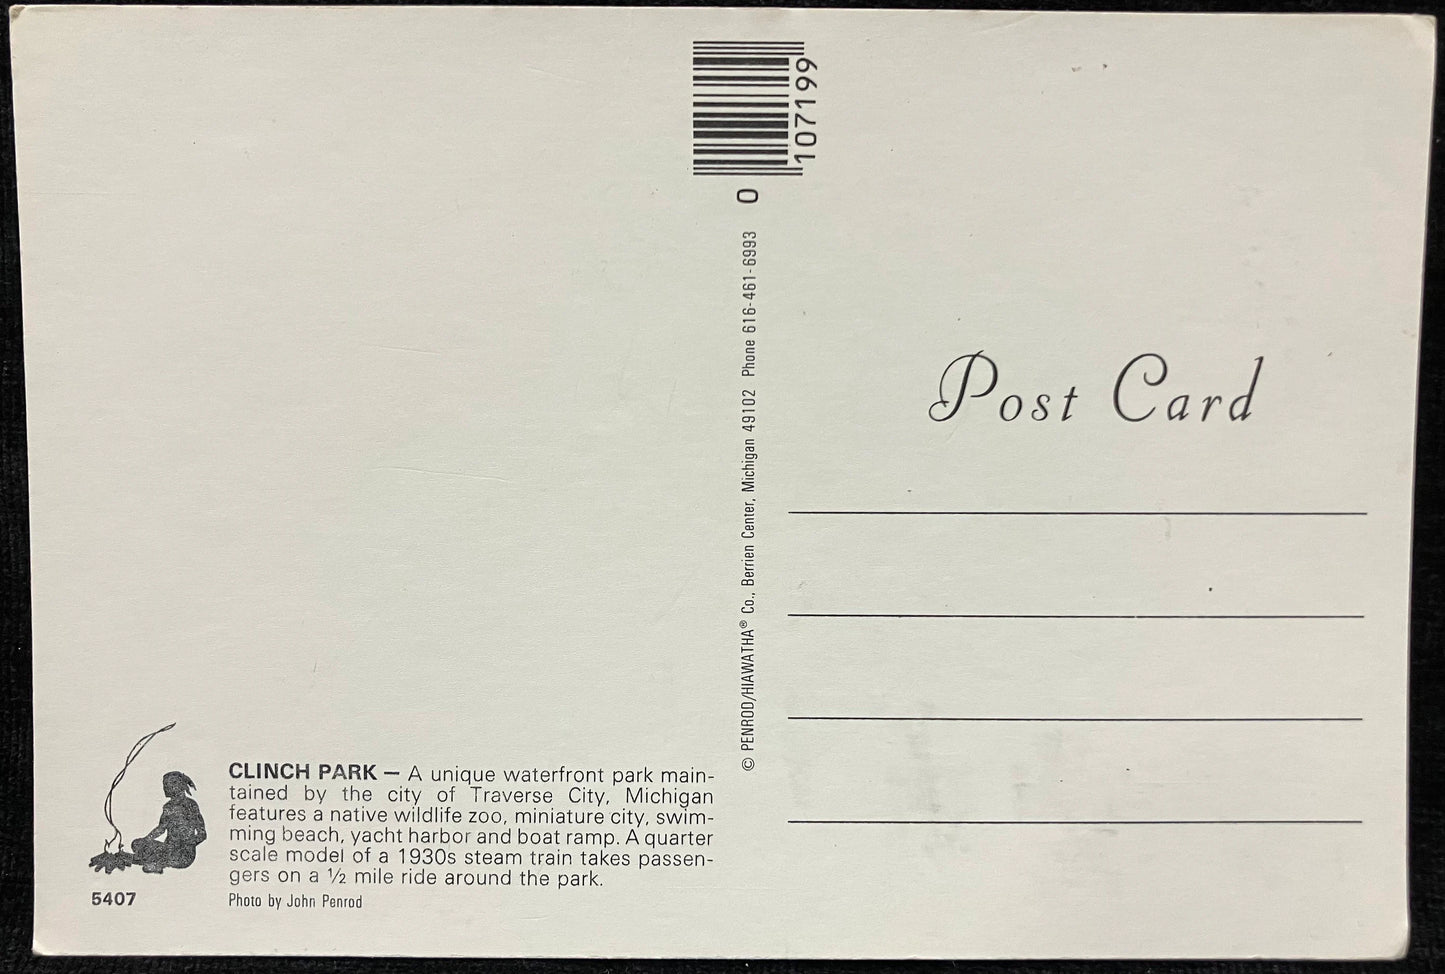 CLINCH PARK — A unique waterfront park main-
tained by the city of Traverse City, Michigan
features a native wildlife zoo, miniature city, swim-
ming beach, yacht harbor and boat ramp. A quarter
scale model of a 1930s steam train takes passen-
gers on a ½ mile ride around the park.
Photo by John Penrod
5407
© PENROD/HIAWATHA® Co., Berrien Center, Michigan 49102 Phone 616-461-6993
0
107199
Post Card